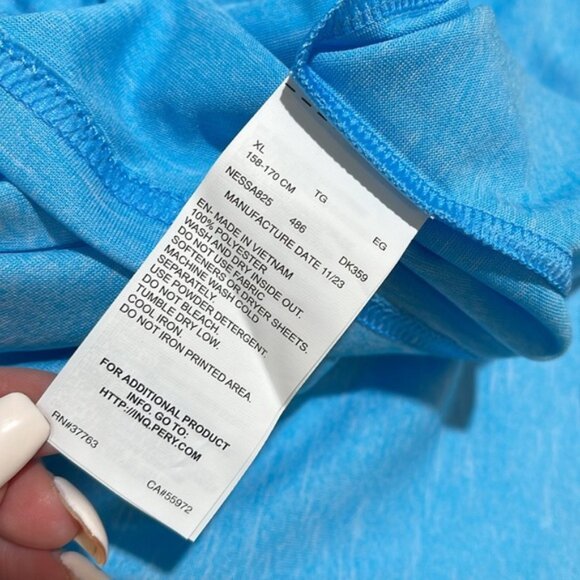 XL
158-170 CM TG EG
NESSA825 486 DK359
MANUFACTURE DATE 11/23
EN- MADE IN VIETNAM
100% POLYESTER
WASH AND DRY INSIDE OUT.
DO NOT USE FABRIC
SOFTENERS OR DRYER SHEETS.
MACHINE WASH COLD
SEPARATELY.
USE POWDER DETERGENT.
DO NOT BLEACH.
TUMBLE DRY LOW.
COOL IRON.
DO NOT IRON PRINTED AREA.
FOR ADDITIONAL PRODUCT
INFO. GO TO:
HTTP://INQ.PERY.COM
RN#37763 CA#55972